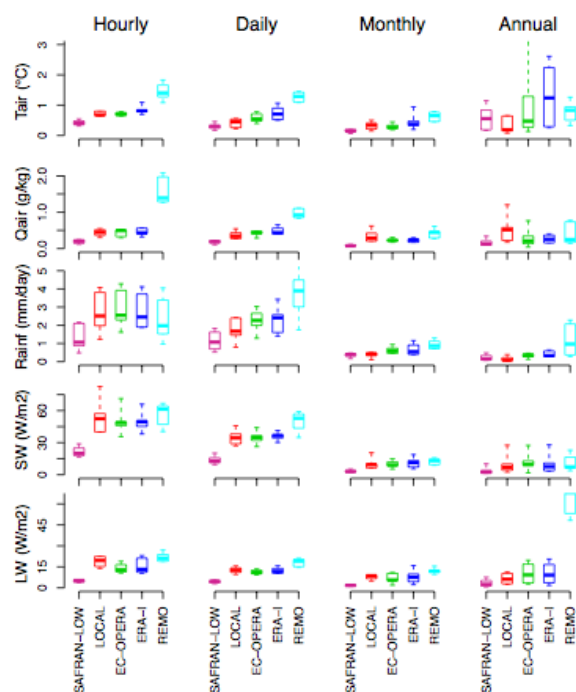 Hourly Daily Monthly Annual
Tair (°C)
0 1 2 3
Qair (g/kg)
0.0 1.0 2.0
Rainf (mm/day)
0 1 2 3 4 5
SW (W/m2)
0 30 60
LW (W/m2)
0 15 45
SAFRAN-LOW LOCAL EC-OPERA ERA-I REMO SAFRAN-LOW LOCAL EC-OPERA ERA-I REMO SAFRAN-LOW LOCAL EC-OPERA ERA-I REMO SAFRAN-LOW LOCAL EC-OPERA ERA-I REMO